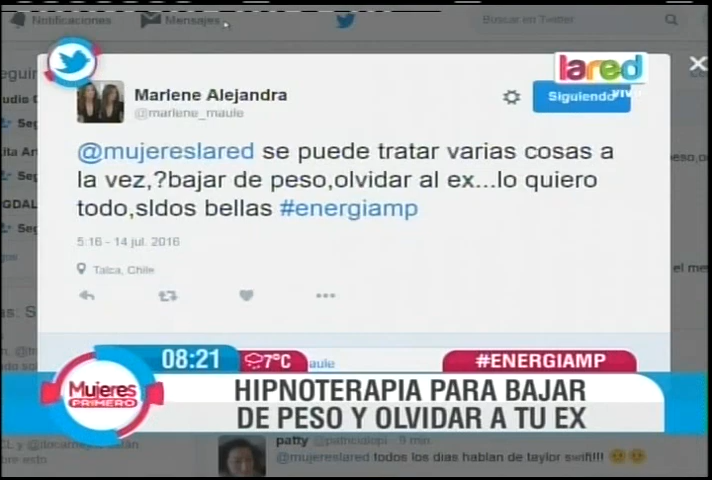 Notificaciones
Mensajes
Buscar en Twitter
lared
VIVO
Marlene Alejandra
@marlene_maule
Siguiendo
@mujereslared se puede tratar varias cosas a
la vez,?bajar de peso,olvidar al ex...lo quiero
todo,sldos bellas #energiamp
5:16 - 14 jul. 2016
Talca, Chile
08:21
7°C
#ENERGIAMP
Mujeres
PRIMERO
HIPNOTERAPIA PARA BAJAR
DE PESO Y OLVIDAR A TU EX
patty @patriciolpi · 9 min
@mujereslared todos los dias hablan de taylor swift!!!